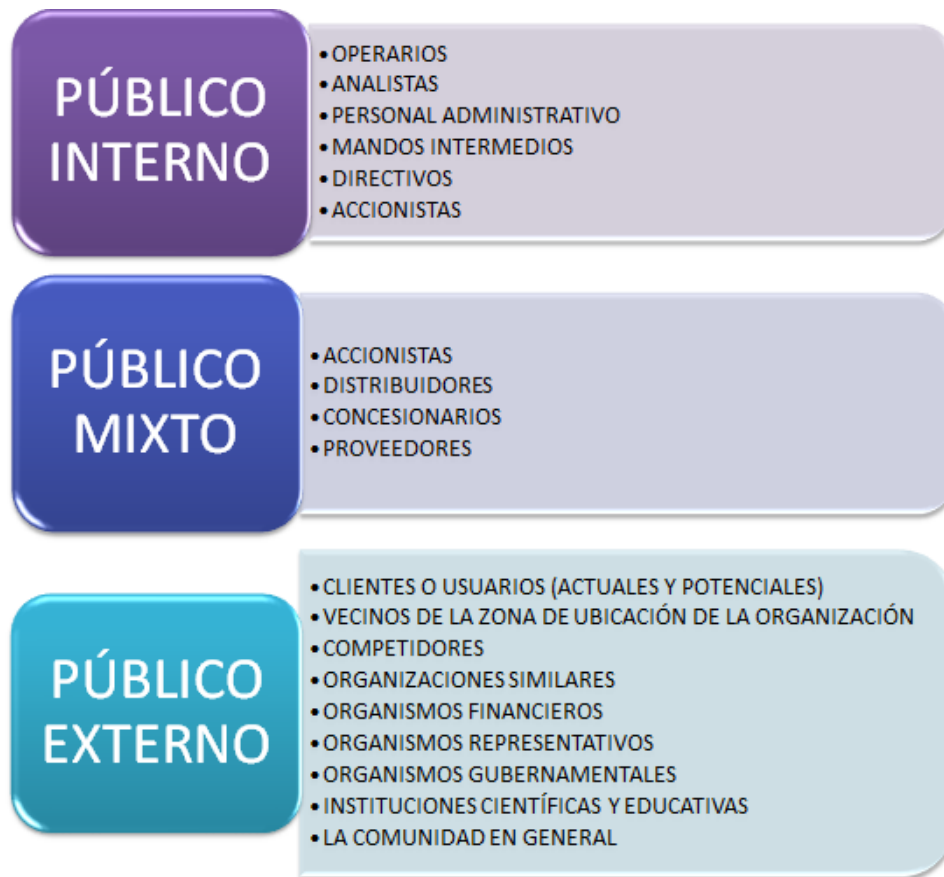 PÚBLICO
INTERNO
• OPERARIOS
• ANALISTAS
• PERSONAL ADMINISTRATIVO
• MANDOS INTERMEDIOS
• DIRECTIVOS
• ACCIONISTAS
PÚBLICO
MIXTO
• ACCIONISTAS
• DISTRIBUIDORES
• CONCESIONARIOS
• PROVEEDORES
PÚBLICO
EXTERNO
• CLIENTES O USUARIOS (ACTUALES Y POTENCIALES)
• VECINOS DE LA ZONA DE UBICACIÓN DE LA ORGANIZACIÓN
• COMPETIDORES
• ORGANIZACIONES SIMILARES
• ORGANISMOS FINANCIEROS
• ORGANISMOS REPRESENTATIVOS
• ORGANISMOS GUBERNAMENTALES
• INSTITUCIONES CIENTÍFICAS Y EDUCATIVAS
• LA COMUNIDAD EN GENERAL